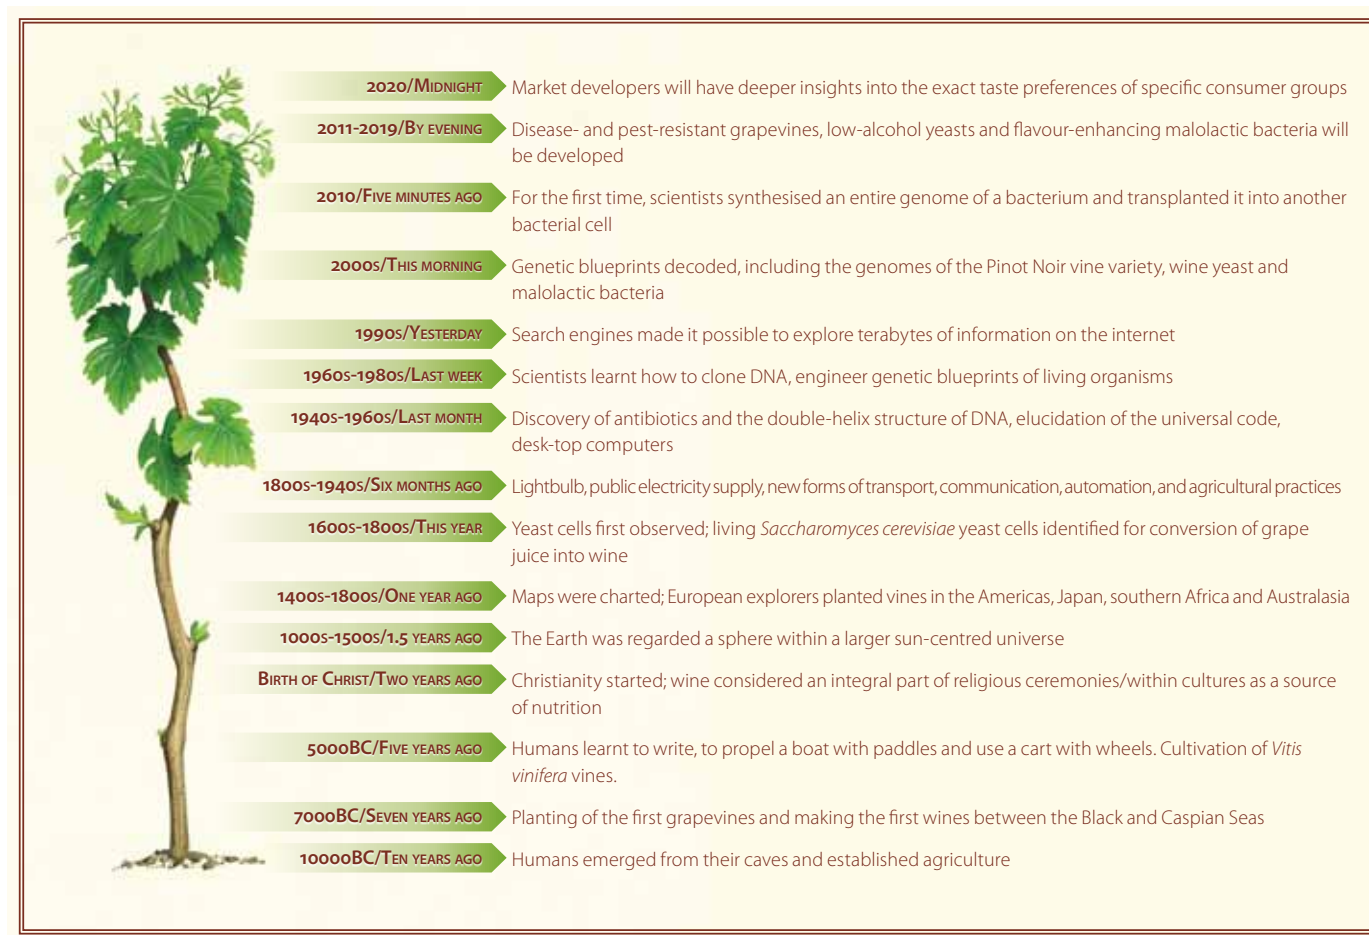 2020/Midnight Market developers will have deeper insights into the exact taste preferences of specific consumer groups
2011-2019/By evening Disease- and pest-resistant grapevines, low-alcohol yeasts and flavour-enhancing malolactic bacteria will
be developed
2010/Five minutes ago For the first time, scientists synthesised an entire genome of a bacterium and transplanted it into another
bacterial cell
2000s/This morning Genetic blueprints decoded, including the genomes of the Pinot Noir vine variety, wine yeast and
malolactic bacteria
1990s/Yesterday Search engines made it possible to explore terabytes of information on the internet
1960s-1980s/Last week Scientists learnt how to clone DNA, engineer genetic blueprints of living organisms
1940s-1960s/Last month Discovery of antibiotics and the double-helix structure of DNA, elucidation of the universal code,
desk-top computers
1800s-1940s/Six months ago Lightbulb, public electricity supply, new forms of transport, communication, automation, and agricultural practices
1600s-1800s/This year Yeast cells first observed; living Saccharomyces cerevisiae yeast cells identified for conversion of grape
juice into wine
1400s-1800s/One year ago Maps were charted; European explorers planted vines in the Americas, Japan, southern Africa and Australasia
1000s-1500s/1.5 years ago The Earth was regarded a sphere within a larger sun-centred universe
Birth of Christ/Two years ago Christianity started; wine considered an integral part of religious ceremonies/within cultures as a source
of nutrition
5000BC/Five years ago Humans learnt to write, to propel a boat with paddles and use a cart with wheels. Cultivation of Vitis
vinifera vines.
7000BC/Seven years ago Planting of the first grapevines and making the first wines between the Black and Caspian Seas
10000BC/Ten years ago Humans emerged from their caves and established agriculture